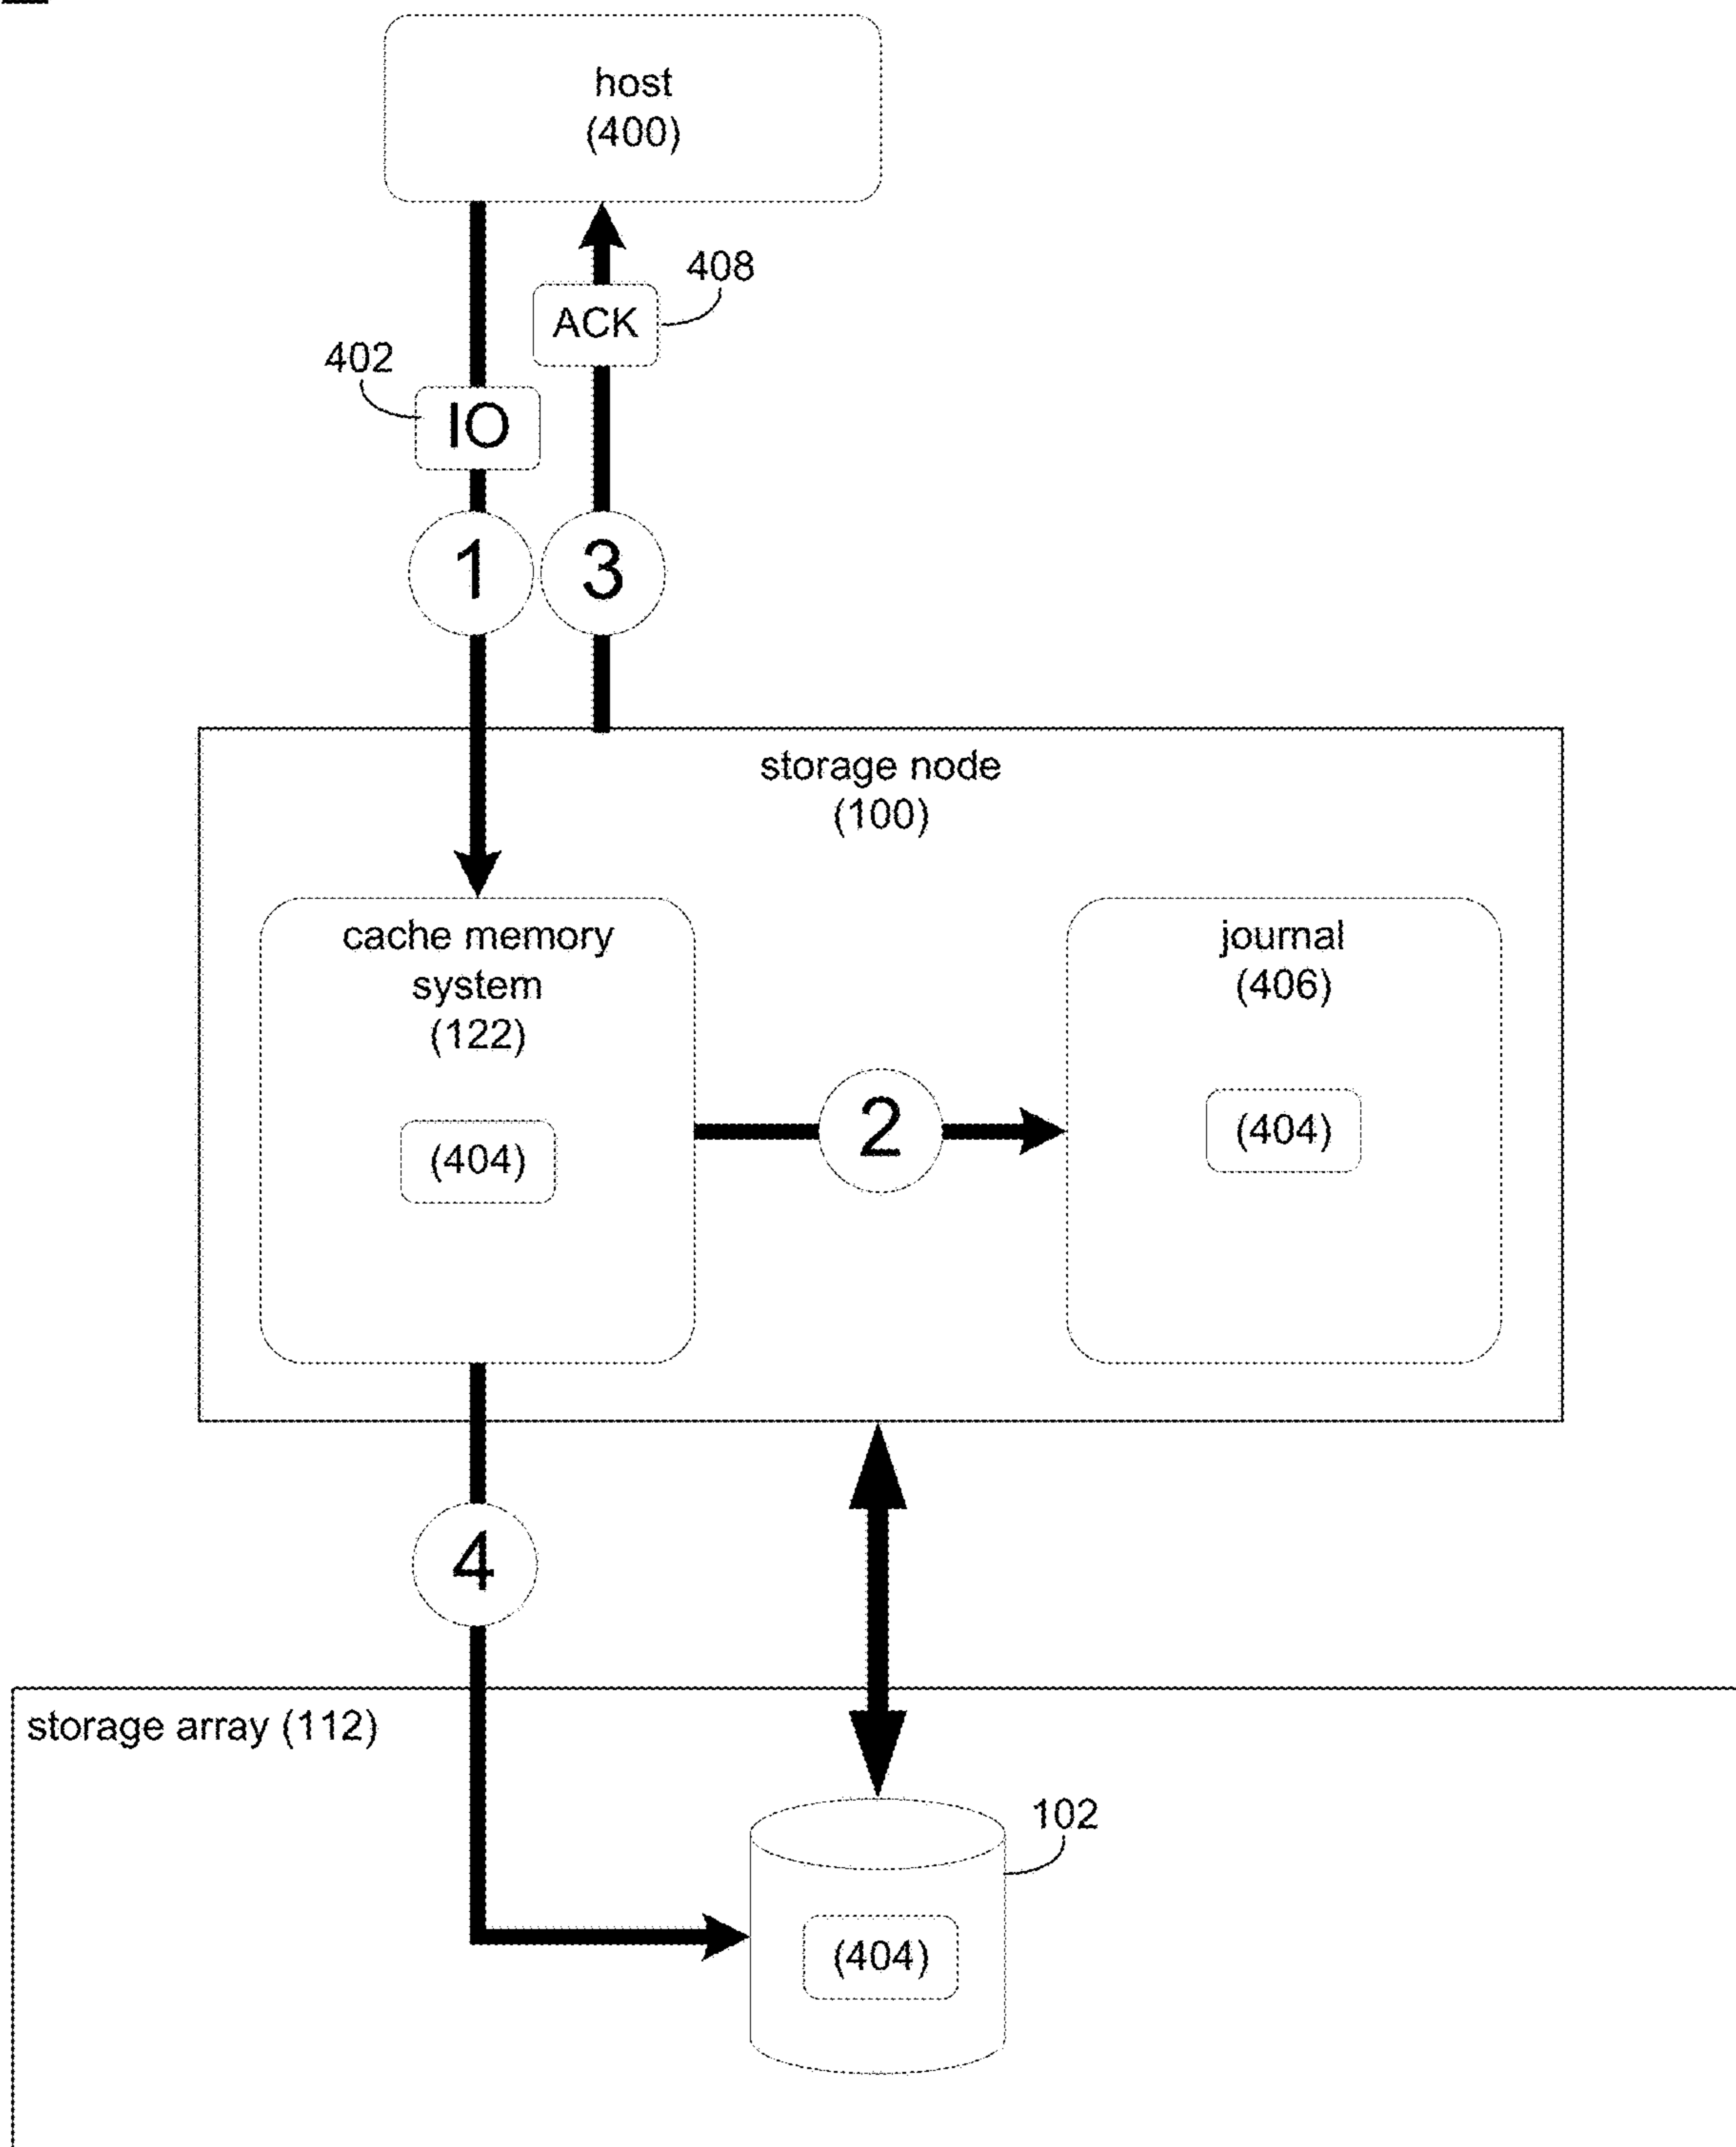 host
(400)
408
ACK
402
IO
1
3
storage node
(100)
cache memory
system
(122)
(404)
journal
(406)
(404)
2
4
storage array (112)
102
(404)